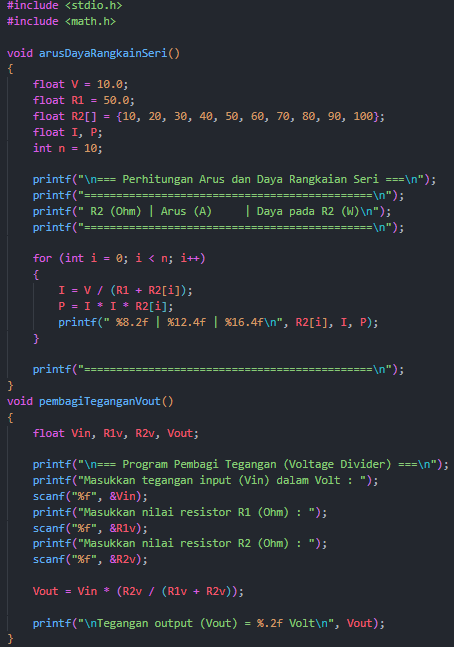 #include <stdio.h>
#include <math.h>

void arusDayaRangkainSeri()
{
    float V = 10.0;
    float R1 = 50.0;
    float R2[] = {10, 20, 30, 40, 50, 60, 70, 80, 90, 100};
    float I, P;
    int n = 10;

    printf("\n=== Perhitungan Arus dan Daya Rangkaian Seri ===\n");
    printf("=============================================\n");
    printf(" R2 (Ohm) | Arus (A)     | Daya pada R2 (W)\n");
    printf("=============================================\n");

    for (int i = 0; i < n; i++)
    {
        I = V / (R1 + R2[i]);
        P = I * I * R2[i];
        printf(" %8.2f | %12.4f | %16.4f\n", R2[i], I, P);
    }

    printf("=============================================\n");
}
void pembagiTeganganVout()
{
    float Vin, R1v, R2v, Vout;

    printf("\n=== Program Pembagi Tegangan (Voltage Divider) ===\n");
    printf("Masukkan tegangan input (Vin) dalam Volt : ");
    scanf("%f", &Vin);
    printf("Masukkan nilai resistor R1 (Ohm) : ");
    scanf("%f", &R1v);
    printf("Masukkan nilai resistor R2 (Ohm) : ");
    scanf("%f", &R2v);

    Vout = Vin * (R2v / (R1v + R2v));

    printf("\nTegangan output (Vout) = %.2f Volt\n", Vout);
}